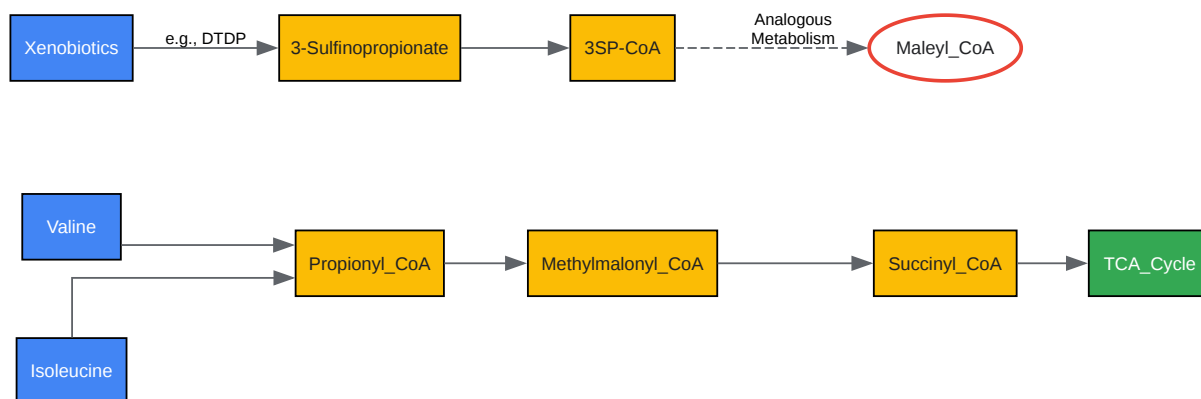 Xenobiotics
e.g., DTDP
3-Sulfinopropionate
3SP-CoA
Analogous
Metabolism
Maleyl_CoA
Valine
Propionyl_CoA
Methylmalonyl_CoA
Succinyl_CoA
TCA_Cycle
Isoleucine